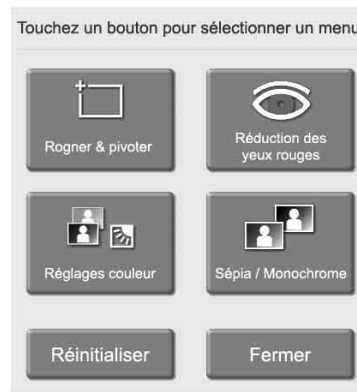 Touchez un bouton pour sélectionner un menu
Rogner & pivoter
Réduction des
yeux rouges
Réglages couleur
Sépia / Monochrome
Réinitialiser
Fermer